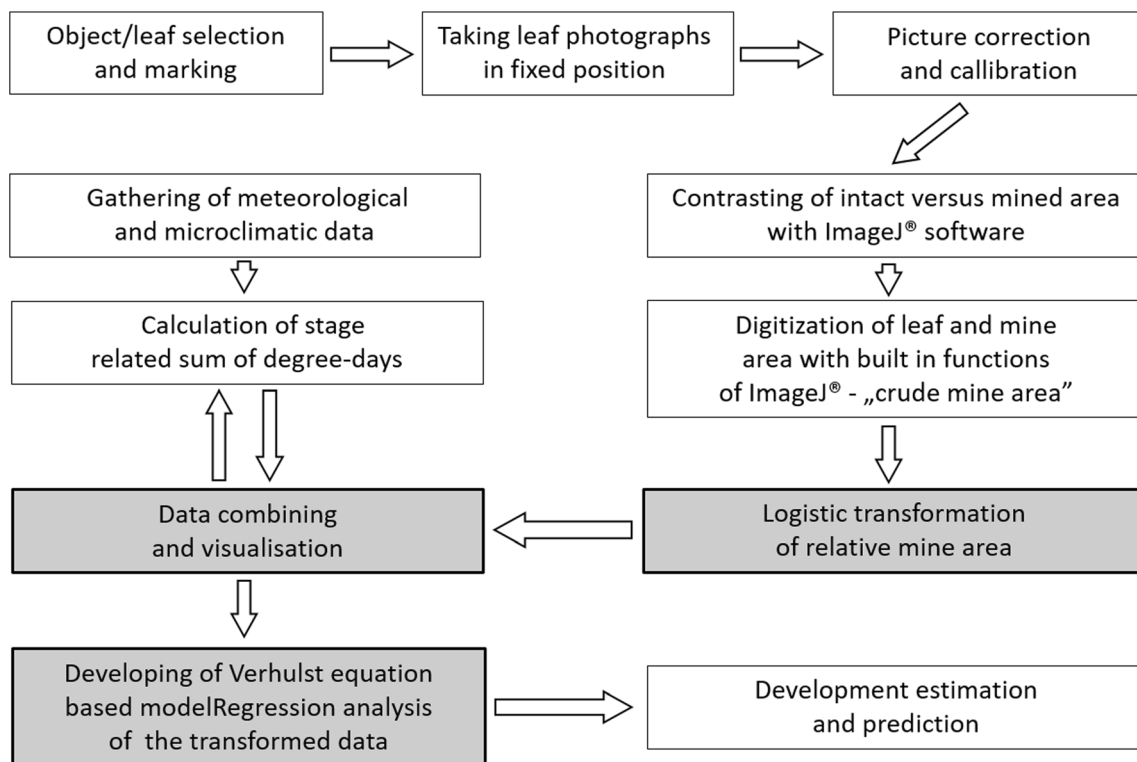 Object/leaf selection
and marking
Taking leaf photographs
in fixed position
Picture correction
and callibration
Gathering of meteorological
and microclimatic data
Contrasting of intact versus mined area
with ImageJ® software
Calculation of stage
related sum of degree-days
Digitization of leaf and mine
area with built in functions
of ImageJ® - „crude mine area”
Data combining
and visualisation
Logistic transformation
of relative mine area
Developing of Verhulst equation
based modelRegression analysis
of the transformed data
Development estimation
and prediction